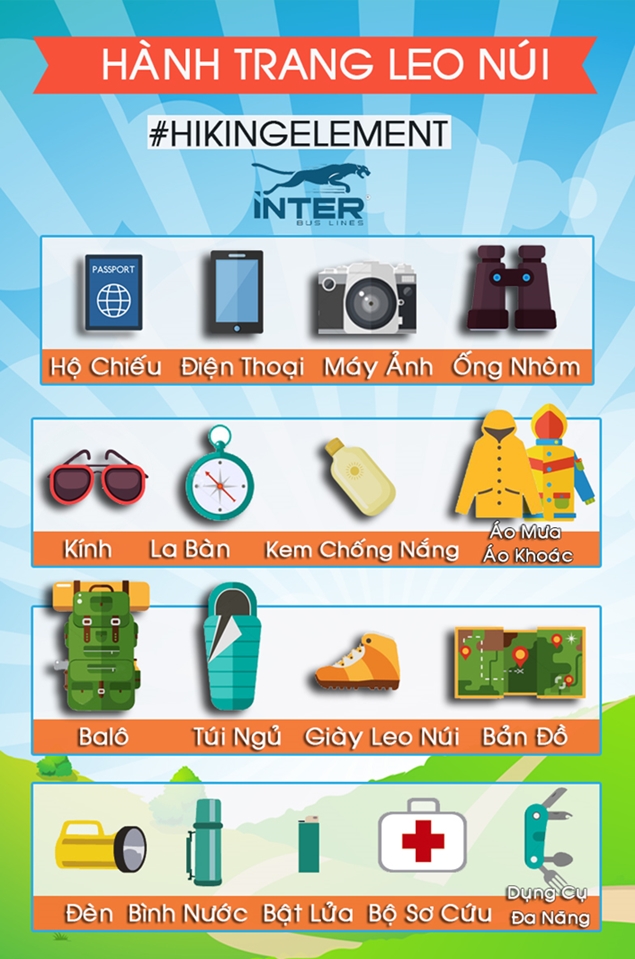 HÀNH TRANG LEO NÚI
#HIKINGELEMENT
İNTER
BUS LINES
PASSPORT
Hộ Chiếu Điện Thoại Máy Ảnh Ống Nhòm
Kính La Bàn Kem Chống Nắng Áo Mưa
Áo Khoác
Balô Túi Ngủ Giày Leo Núi Bản Đồ
Đèn Bình Nước Bật Lửa Bộ Sơ Cứu Dụng Cụ
Đa Năng